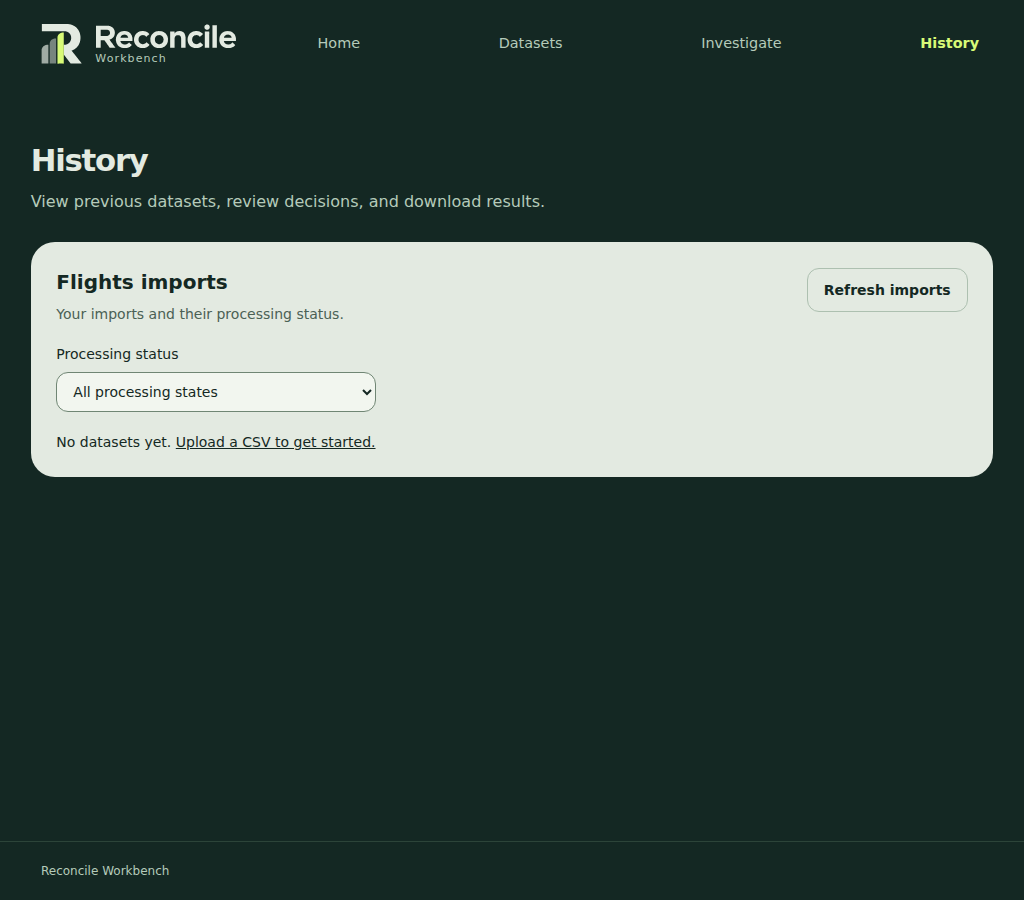 Reconcile
Workbench
Home
Datasets
Investigate
History
History
View previous datasets, review decisions, and download results.
Flights imports
Refresh imports
Your imports and their processing status.
Processing status
All processing states
No datasets yet. Upload a CSV to get started.
Reconcile Workbench